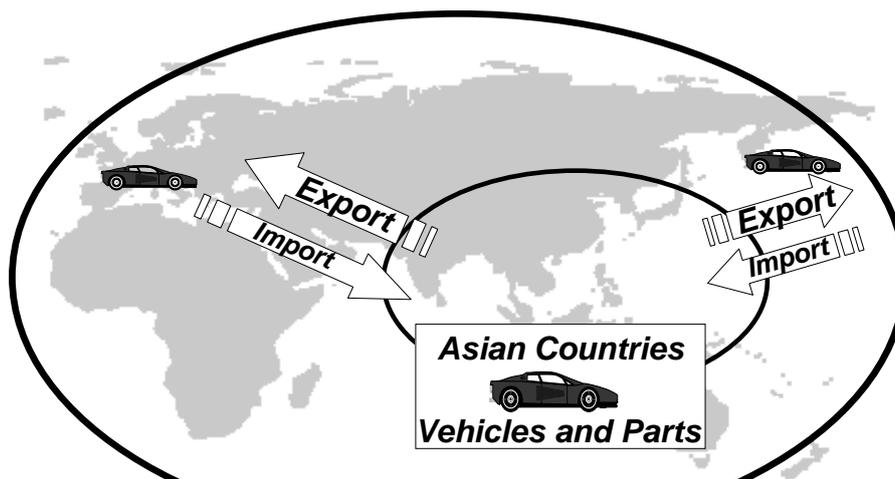 Export
Import
Export
Import
Asian Countries
Vehicles and Parts